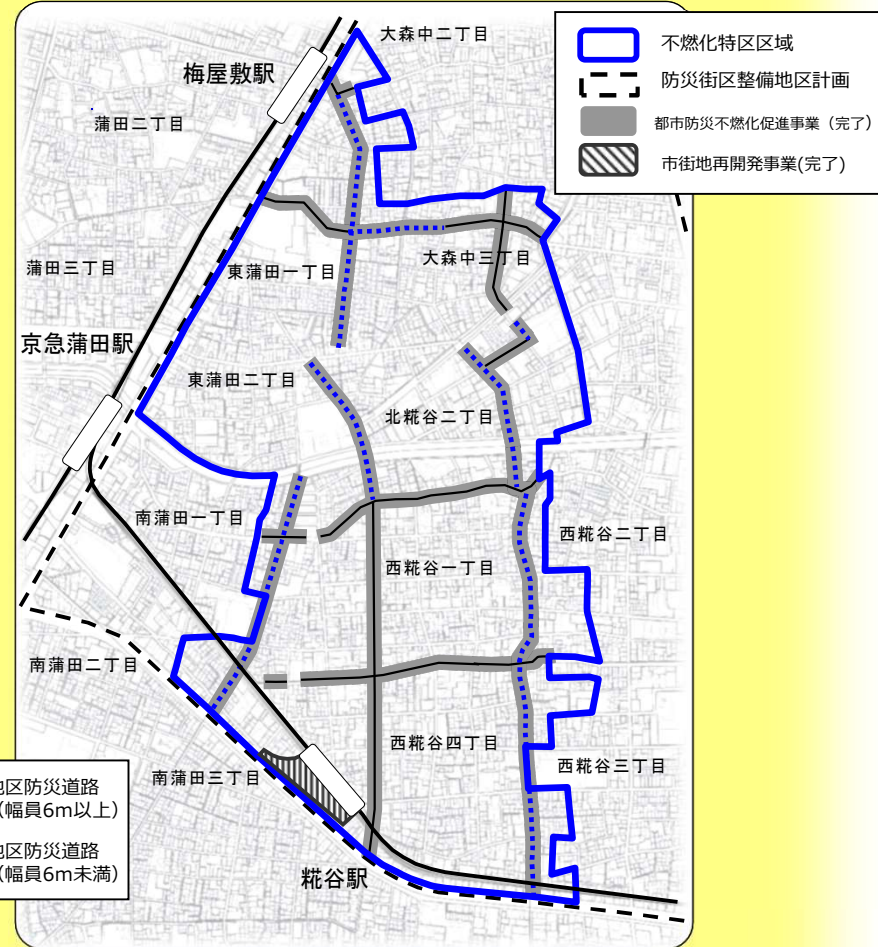 大森中二丁目
不燃化特区区域
梅屋敷駅
防災街区整備地区計画
蒲田二丁目
都市防災不燃化促進事業（完了）
市街地再開発事業(完了)
大森中三丁目
蒲田三丁目
東蒲田一丁目
京急蒲田駅
東蒲田二丁目
北糀谷二丁目
南蒲田一丁目
西糀谷二丁目
西糀谷一丁目
南蒲田二丁目
西糀谷四丁目
西糀谷三丁目
南蒲田三丁目
地区防災道路
(幅員6m以上)
地区防災道路
(幅員6m未満)
糀谷駅